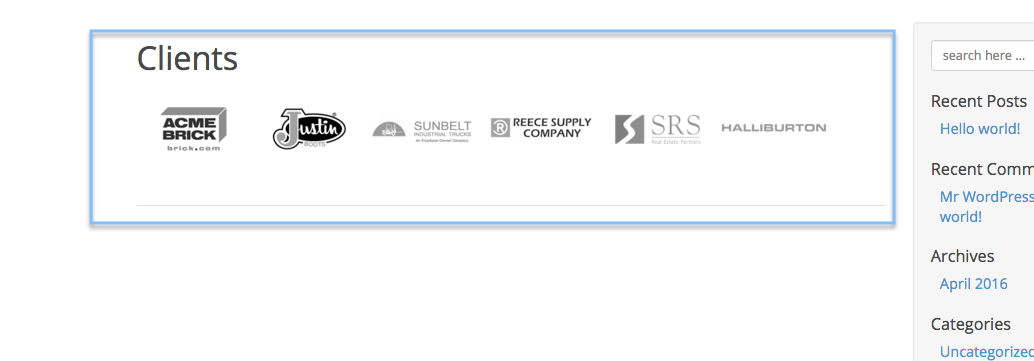 Clients
ACME
BRICK
brick.com
Justin
BOOTS
SUNBELT
INDUSTRIAL TRUCKS
An Employee Owned Company
R REECE SUPPLY
COMPANY
SRS
Real Estate Partners
HALLIBURTON
search here ...
Recent Posts
Hello world!
Recent Comm
Mr WordPress
world!
Archives
April 2016
Categories
Uncategorized